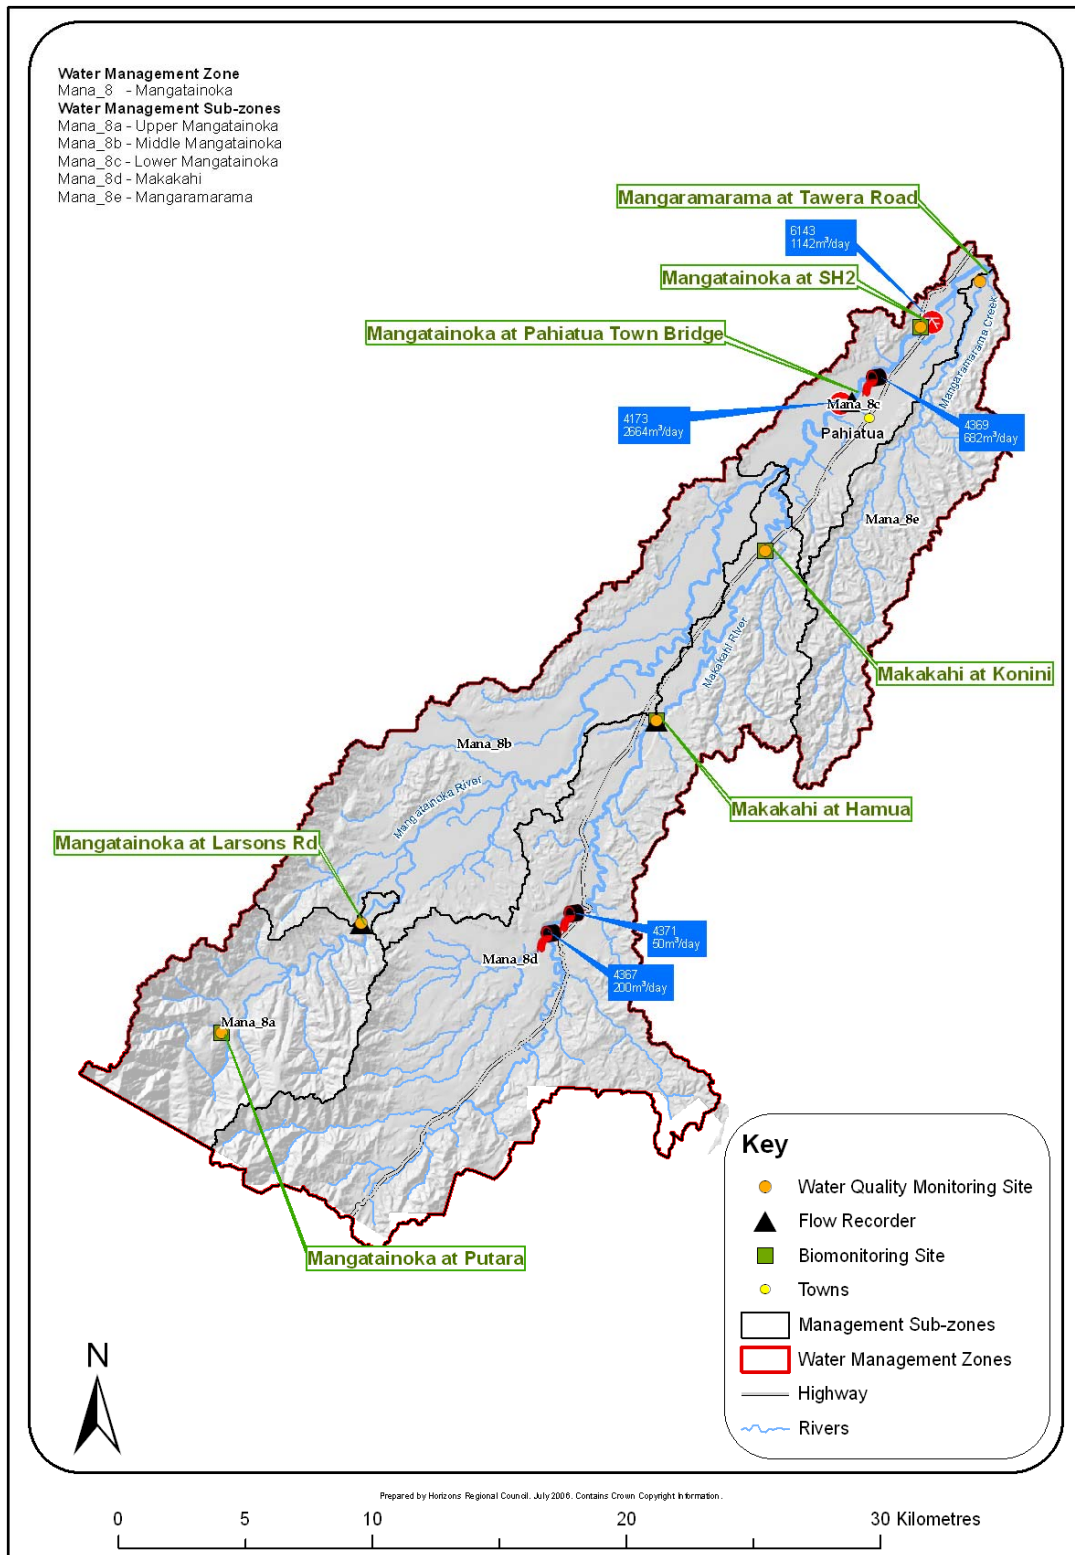 Water Management Zone
Mana_8 - Mangatainoka
Water Management Sub-zones
Mana_8a - Upper Mangatainoka
Mana_8b - Middle Mangatainoka
Mana_8c - Lower Mangatainoka
Mana_8d - Makakahi
Mana_8e - Mangaramarama
Mangaramarama at Tawera Road
6143
1142m³/day
Mangatainoka at SH2
Mangatainoka at Pahiatua Town Bridge
Mangaramarama Creek
4173
2664m³/day
Mana_8c
Pahiatua
4369
682m³/day
Mana_8e
Makakahi River
Makakahi at Konini
Mana_8b
Mangatainoka River
Makakahi at Hamua
Mangatainoka at Larsons Rd
4371
50m³/day
Mana_8d
4367
200m³/day
Mana_8a
Mangatainoka at Putara
Key
Water Quality Monitoring Site
Flow Recorder
Biomonitoring Site
Towns
Management Sub-zones
Water Management Zones
Highway
Rivers
N
Prepared by Horizons Regional Council. July 2006. Contains Crown Copyright Information.
0 5 10 20 30 Kilometres